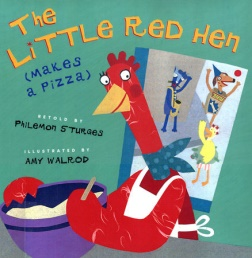 The
LiTTLE RED Hen
(MAKES
A PiZZA)
RETOLD BY
PHiLEMON STURGES
ILLUSTRATED BY
AMY WALROD